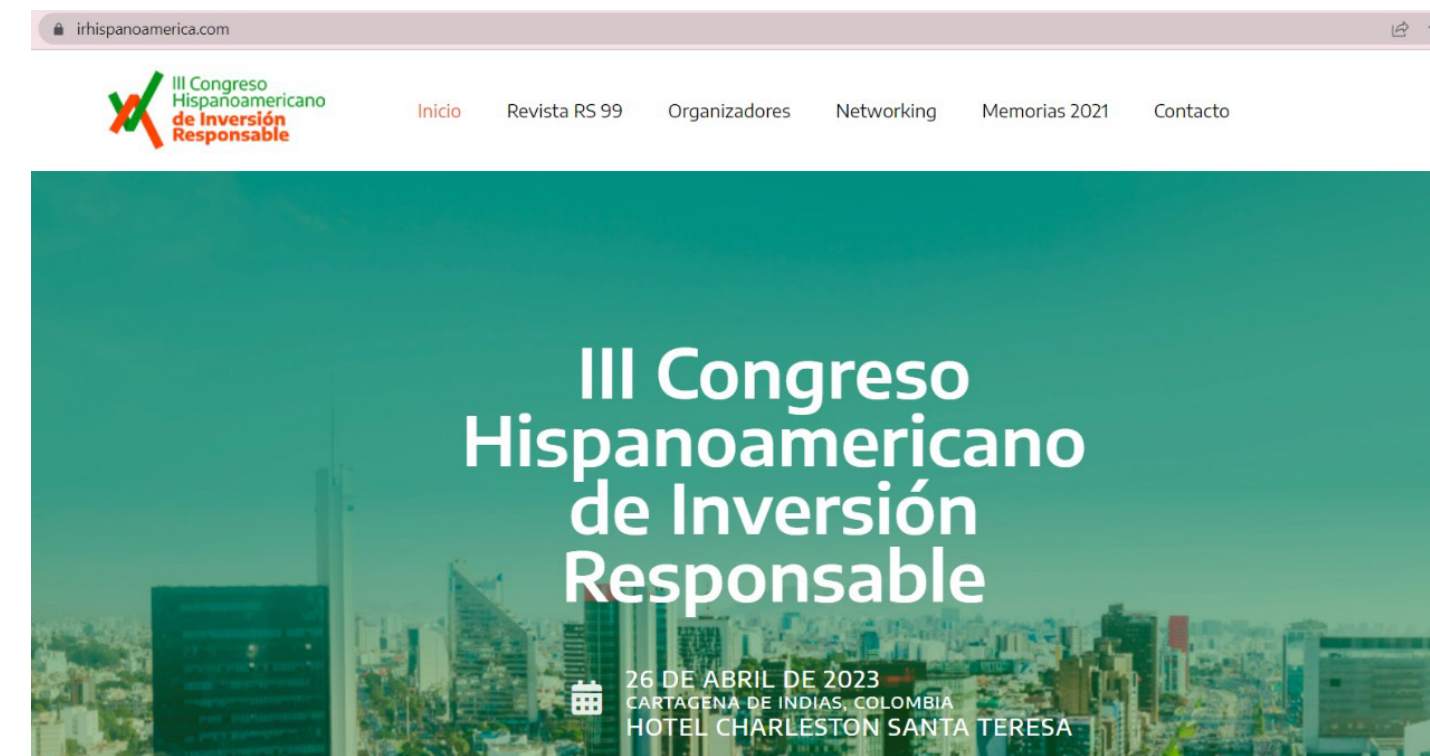 irhispanoamerica.com
III Congreso
Hispanoamericano
de Inversión
Responsable
Inicio Revista RS 99 Organizadores Networking Memorias 2021 Contacto
III Congreso
Hispanoamericano
de Inversión
Responsable
26 DE ABRIL DE 2023
CARTAGENA DE INDIAS, COLOMBIA
HOTEL CHARLESTON SANTA TERESA